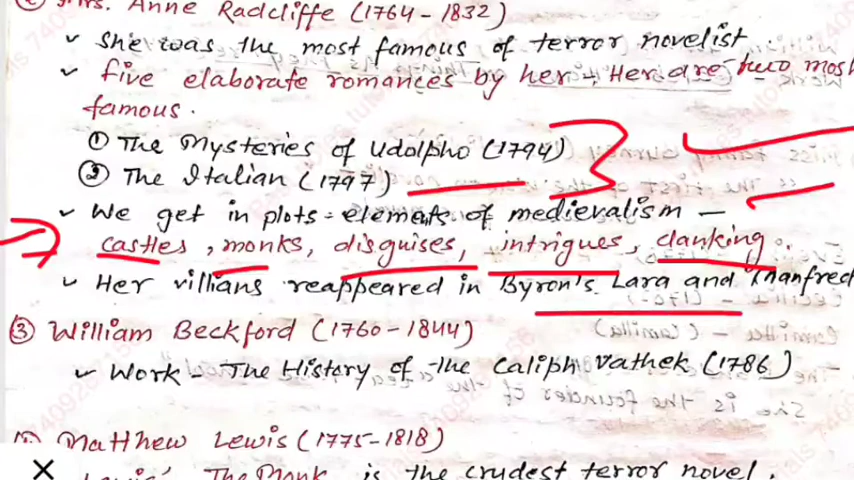 ② Mrs. Anne Radcliffe (1764-1832)
✓ She was the most famous of terror novelist.
✓ five elaborate romances by her. Her are two most
famous.
① The Mysteries of Udolpho (1794)
② The Italian (1797)
✓ We get in plots = elements of medievalism –
castles, monks, disguises, intrigues, clanking.
✓ Her villians reappeared in Byron's Lara and Manfred
③ William Beckford (1760-1844)
✓ Work – The History of the Caliph Vathek (1786)
Matthew Lewis (1775-1818)
Lewis' The Monk is the crudest terror novel.